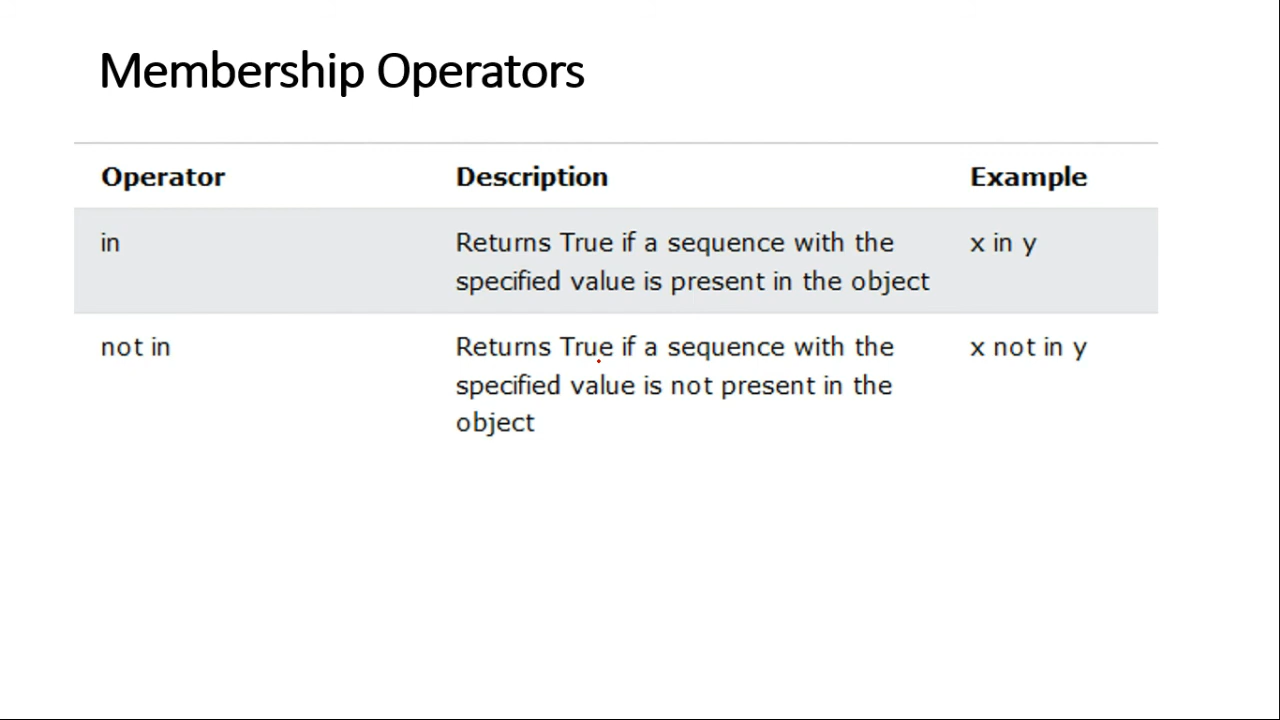 Membership Operators
Operator Description Example
in Returns True if a sequence with the x in y
specified value is present in the object
not in Returns True if a sequence with the x not in y
specified value is not present in the
object